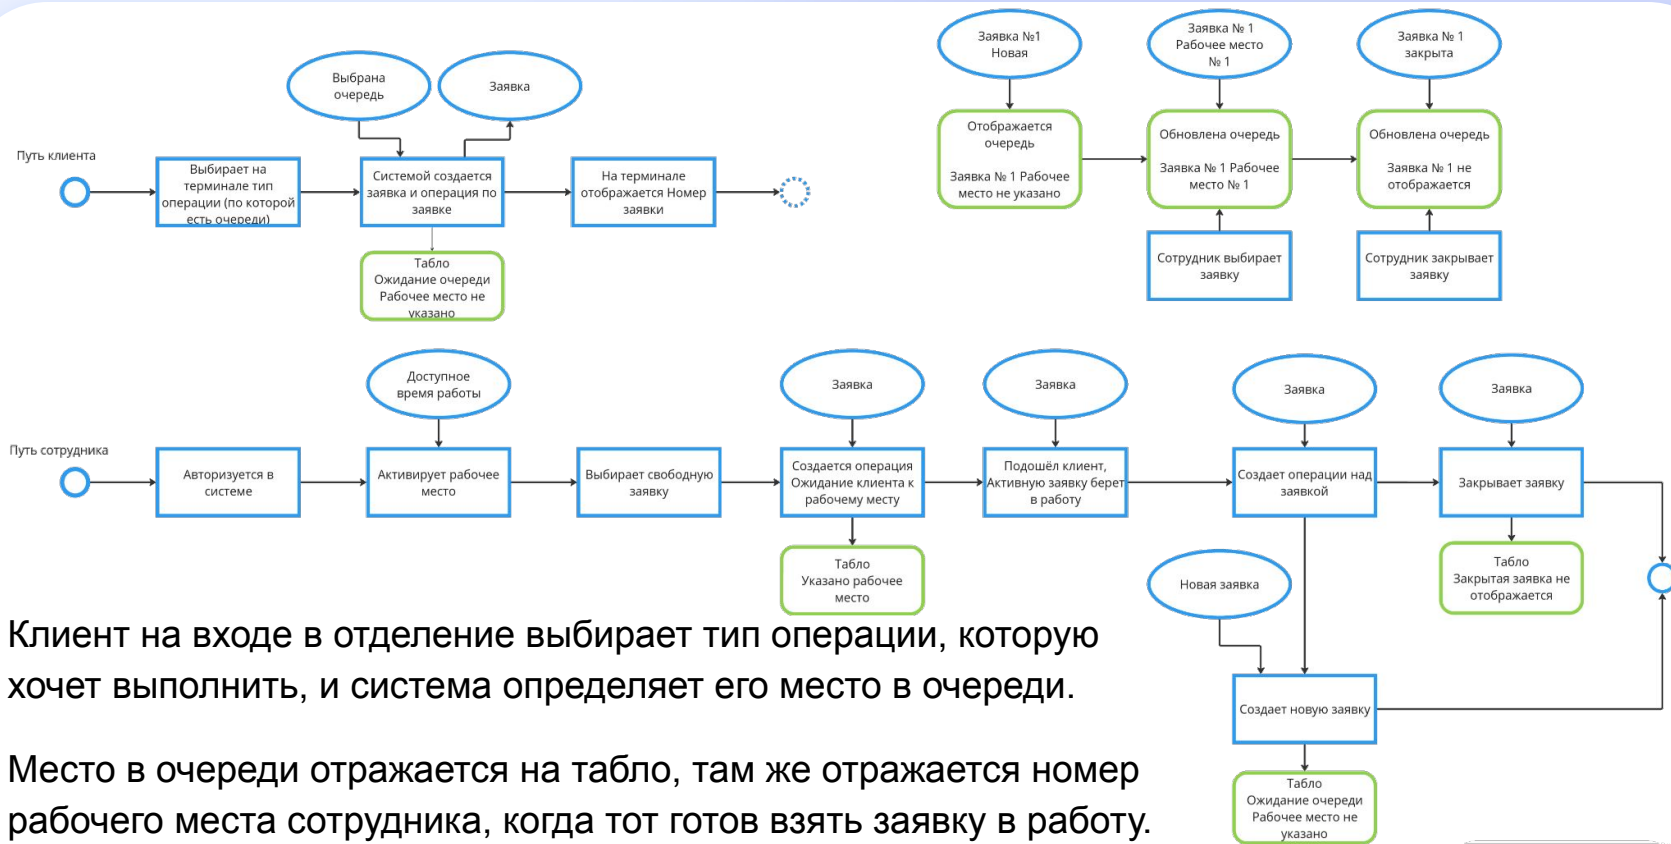 Путь клиента
Выбирает на
терминале тип
операции (по которой
есть очереди)
Выбрана
очередь
Заявка
Системой создается
заявка и операция по
заявке
На терминале
отображается Номер
заявки
Табло
Ожидание очереди
Рабочее место не
указано
Заявка №1
Новая
Заявка № 1
Рабочее место
№ 1
Заявка № 1
закрыта
Отображается
очередь
Заявка № 1 Рабочее
место не указано
Обновлена очередь
Заявка № 1 Рабочее
место № 1
Обновлена очередь
Заявка № 1 не
отображается
Сотрудник выбирает
заявку
Сотрудник закрывает
заявку
Путь сотрудника
Авторизуется в
системе
Доступное
время работы
Активирует рабочее
место
Выбирает свободную
заявку
Заявка
Создается операция
Ожидание клиента к
рабочему месту
Табло
Указано рабочее
место
Заявка
Подошёл клиент,
Активную заявку берет
в работу
Заявка
Создает операции над
заявкой
Заявка
Закрывает заявку
Табло
Закрытая заявка не
отображается
Новая заявка
Создает новую заявку
Табло
Ожидание очереди
Рабочее место не
указано
Клиент на входе в отделение выбирает тип операции, которую
хочет выполнить, и система определяет его место в очереди.
Место в очереди отражается на табло, там же отражается номер
рабочего места сотрудника, когда тот готов взять заявку в работу.